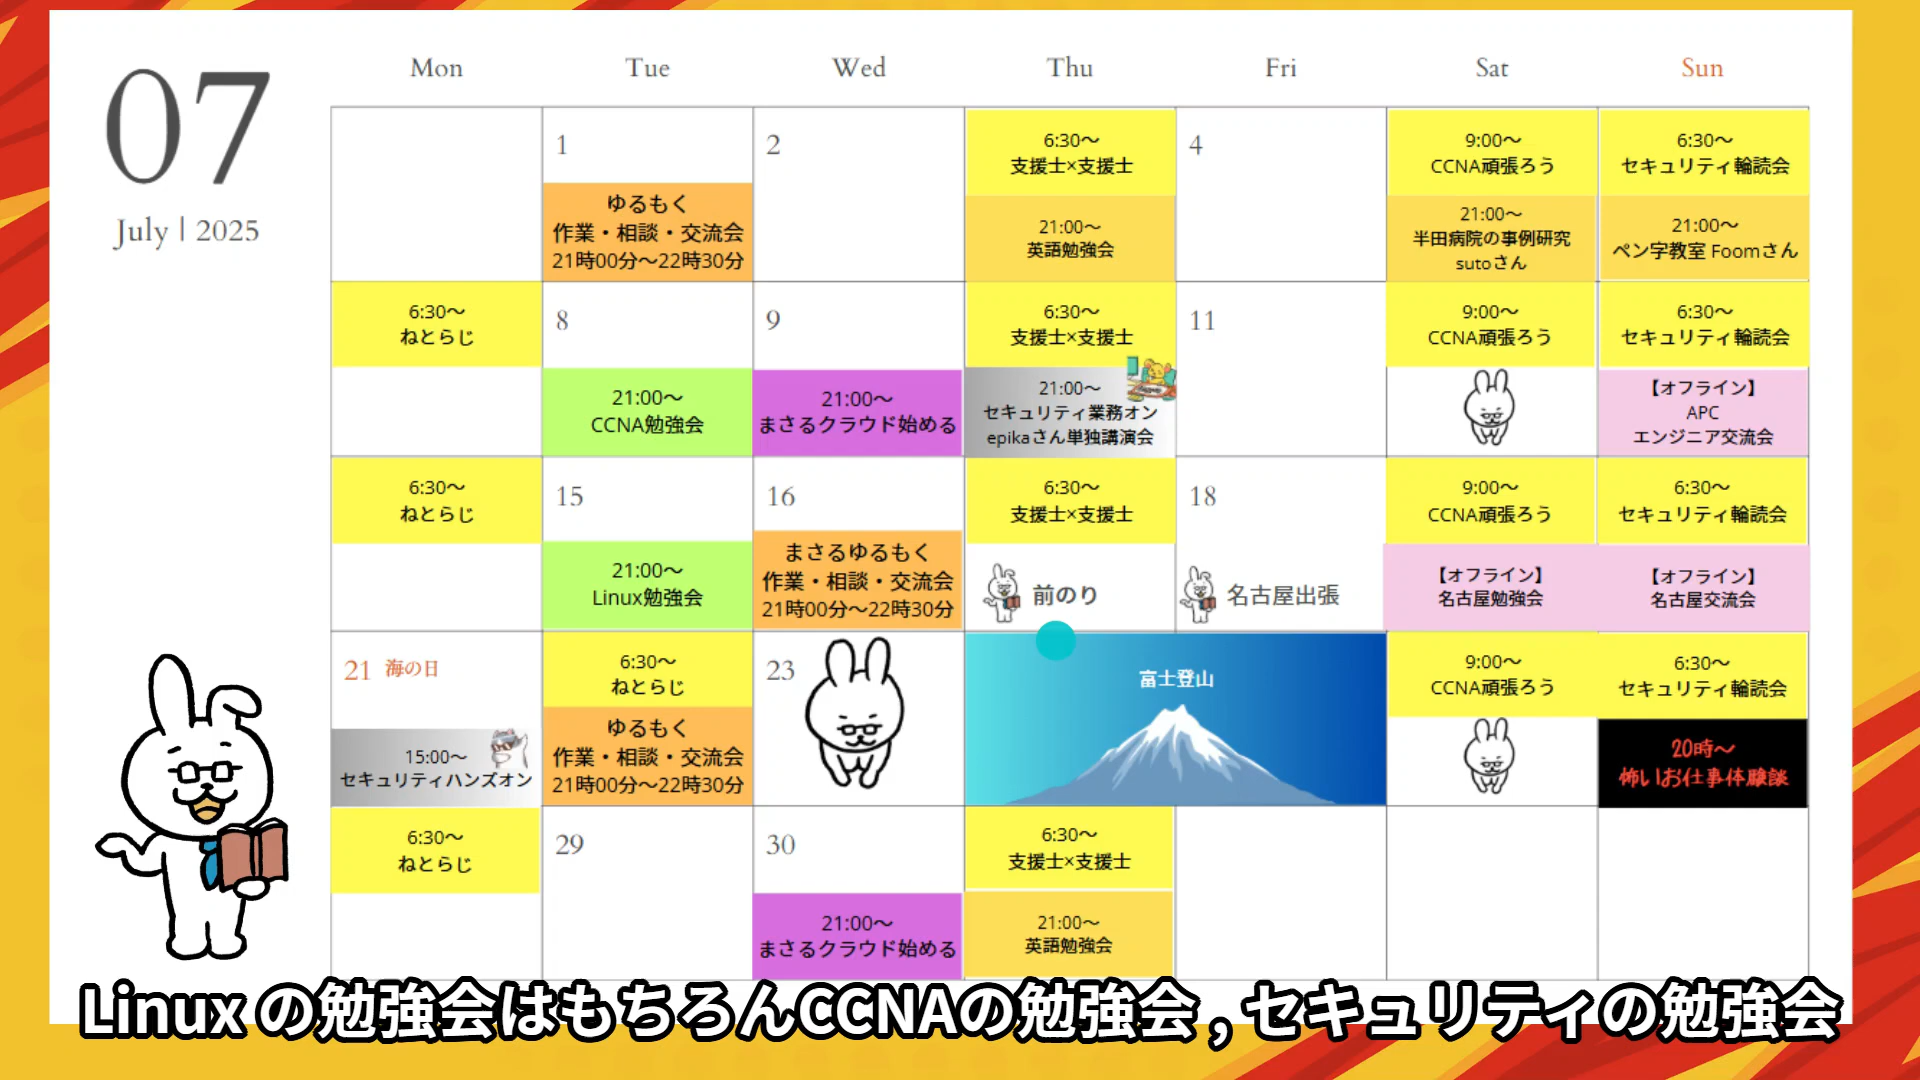 07
July | 2025
Mon Tue Wed Thu Fri Sat Sun
1
ゆるもく
作業・相談・交流会
21時00分～22時30分
2
6:30～
支援士×支援士
21:00～
英語勉強会
4
9:00～
CCNA頑張ろう
21:00～
半田病院の事例研究
sutoさん
6:30～
セキュリティ輪読会
21:00～
ペン字教室 Foomさん
6:30～
ねとらじ
8
21:00～
CCNA勉強会
9
21:00～
まさるクラウド始める
6:30～
支援士×支援士
21:00～
セキュリティ業務オン
epikaさん単独講演会
11
9:00～
CCNA頑張ろう
6:30～
セキュリティ輪読会
【オフライン】
APC
エンジニア交流会
6:30～
ねとらじ
15
21:00～
Linux勉強会
16
まさるゆるもく
作業・相談・交流会
21時00分～22時30分
6:30～
支援士×支援士
前のり
18
名古屋出張
9:00～
CCNA頑張ろう
【オフライン】
名古屋勉強会
6:30～
セキュリティ輪読会
【オフライン】
名古屋交流会
21 海の日
15:00～
セキュリティハンズオン
6:30～
ねとらじ
ゆるもく
作業・相談・交流会
21時00分～22時30分
23
富士登山
9:00～
CCNA頑張ろう
6:30～
セキュリティ輪読会
20時～
怖いお仕事体験談
6:30～
ねとらじ
29
30
21:00～
まさるクラウド始める
6:30～
支援士×支援士
21:00～
英語勉強会
Linux の勉強会はもちろんCCNAの勉強会 , セキュリティの勉強会